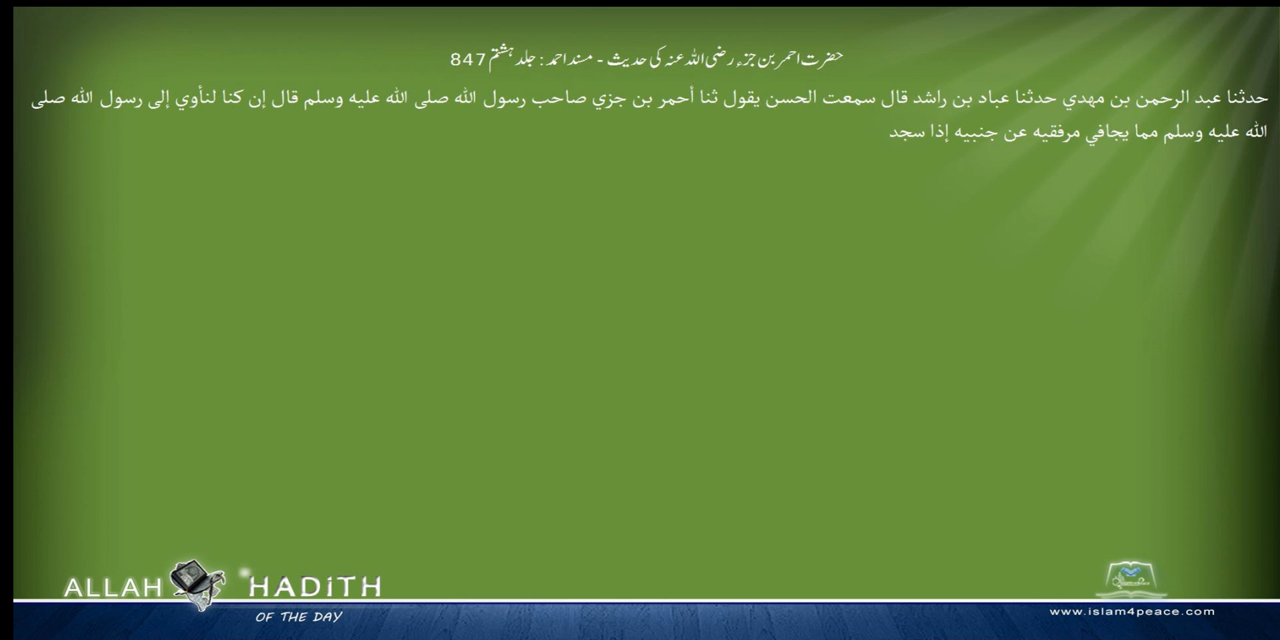 حضرت احمر بن جزء رضی اللہ عنہ کی حدیث - مسند احمد : جلد ہشتم 847
حدثنا عبد الرحمن بن مهدي حدثنا عباد بن راشد قال سمعت الحسن يقول ثنا أحمر بن جزي صاحب رسول الله صلى الله عليه وسلم قال إن كنا لنأوي إلى رسول الله صلى
الله عليه وسلم مما يجافي مرفقيه عن جنبيه إذا سجد
ALLAH HADITH
OF THE DAY
www.islam4peace.com